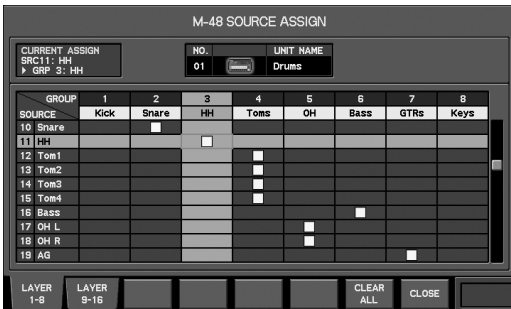 M-48 SOURCE ASSIGN
CURRENT ASSIGN
SRC11: HH
▶ GRP 3: HH
NO. UNIT NAME
01 Drums
GROUP 1 2 3 4 5 6 7 8
SOURCE Kick Snare HH Toms OH Bass GTRs Keys
10 Snare
11 HH
12 Tom1
13 Tom2
14 Tom3
15 Tom4
16 Bass
17 OH L
18 OH R
19 AG
LAYER 1-8 LAYER 9-16 CLEAR ALL CLOSE